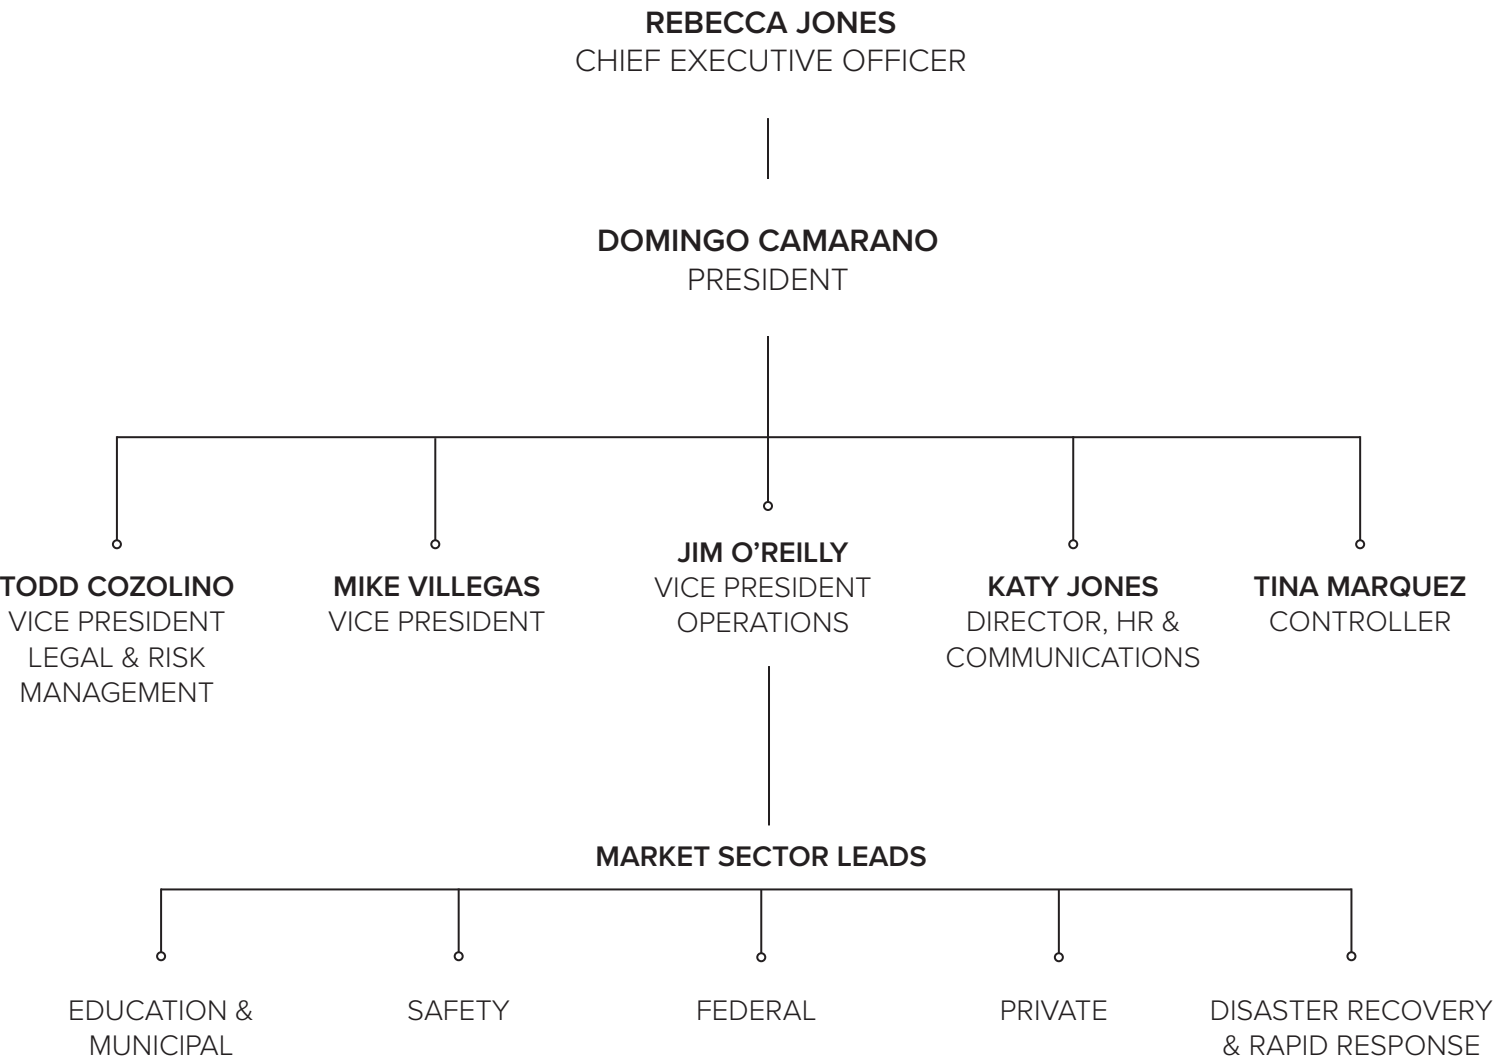 REBECCA JONES
CHIEF EXECUTIVE OFFICER
DOMINGO CAMARANO
PRESIDENT
TODD COZOLINO
VICE PRESIDENT
LEGAL & RISK
MANAGEMENT
MIKE VILLEGAS
VICE PRESIDENT
JIM O’REILLY
VICE PRESIDENT
OPERATIONS
KATY JONES
DIRECTOR, HR &
COMMUNICATIONS
TINA MARQUEZ
CONTROLLER
MARKET SECTOR LEADS
EDUCATION &
MUNICIPAL
SAFETY
FEDERAL
PRIVATE
DISASTER RECOVERY
& RAPID RESPONSE